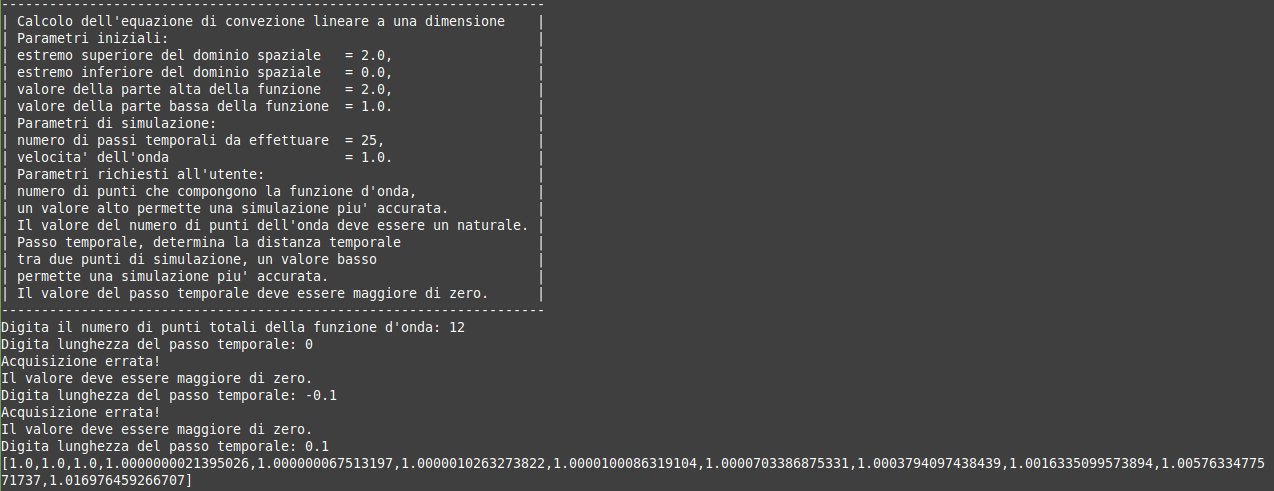 --------------------------------------------------------------------
| Calcolo dell'equazione di convezione lineare a una dimensione    |
| Parametri iniziali:                                              |
| estremo superiore del dominio spaziale   = 2.0,                  |
| estremo inferiore del dominio spaziale   = 0.0,                  |
| valore della parte alta della funzione   = 2.0,                  |
| valore della parte bassa della funzione  = 1.0.                  |
| Parametri di simulazione:                                        |
| numero di passi temporali da effettuare  = 25,                   |
| velocita' dell'onda                      = 1.0.                  |
| Parametri richiesti all'utente:                                  |
| numero di punti che compongono la funzione d'onda,               |
| un valore alto permette una simulazione piu' accurata.           |
| Il valore del numero di punti dell'onda deve essere un naturale. |
| Passo temporale, determina la distanza temporale                 |
| tra due punti di simulazione, un valore basso                    |
| permette una simulazione piu' accurata.                          |
| Il valore del passo temporale deve essere maggiore di zero.      |
--------------------------------------------------------------------
Digita il numero di punti totali della funzione d'onda: 12
Digita lunghezza del passo temporale: 0
Acquisizione errata!
Il valore deve essere maggiore di zero.
Digita lunghezza del passo temporale: -0.1
Acquisizione errata!
Il valore deve essere maggiore di zero.
Digita lunghezza del passo temporale: 0.1
[1.0,1.0,1.0,1.0000000021395026,1.000000067513197,1.0000010263273822,1.0000100086319104,1.0000703386875331,1.0003794097438439,1.0016335099573894,1.00576334775
71737,1.016976459266707]